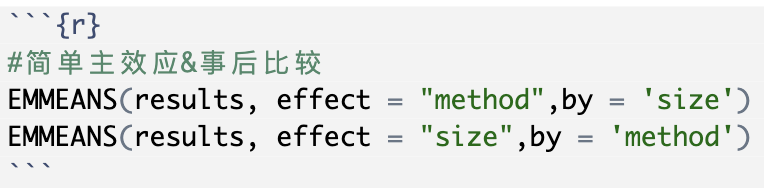 ```{r}
#简单主效应&事后比较
EMMEANS(results, effect = "method",by = 'size')
EMMEANS(results, effect = "size",by = 'method')
```